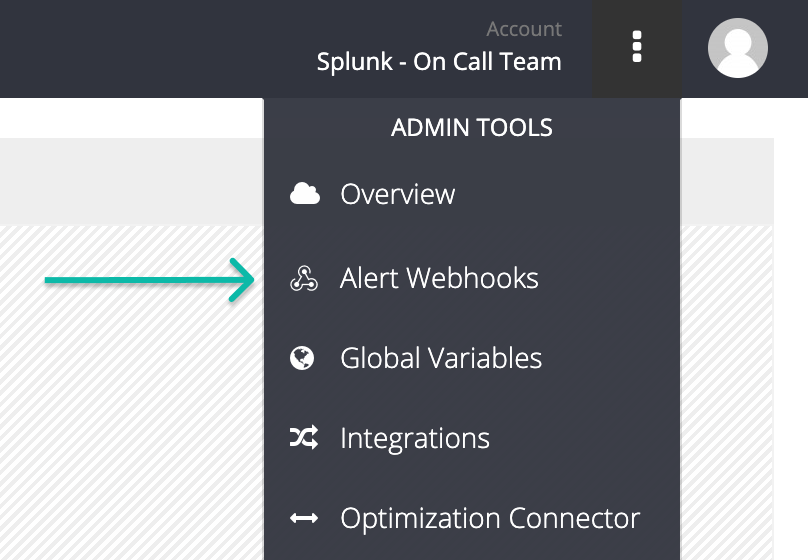 Account
Splunk - On Call Team
ADMIN TOOLS
Overview
Alert Webhooks
Global Variables
Integrations
Optimization Connector